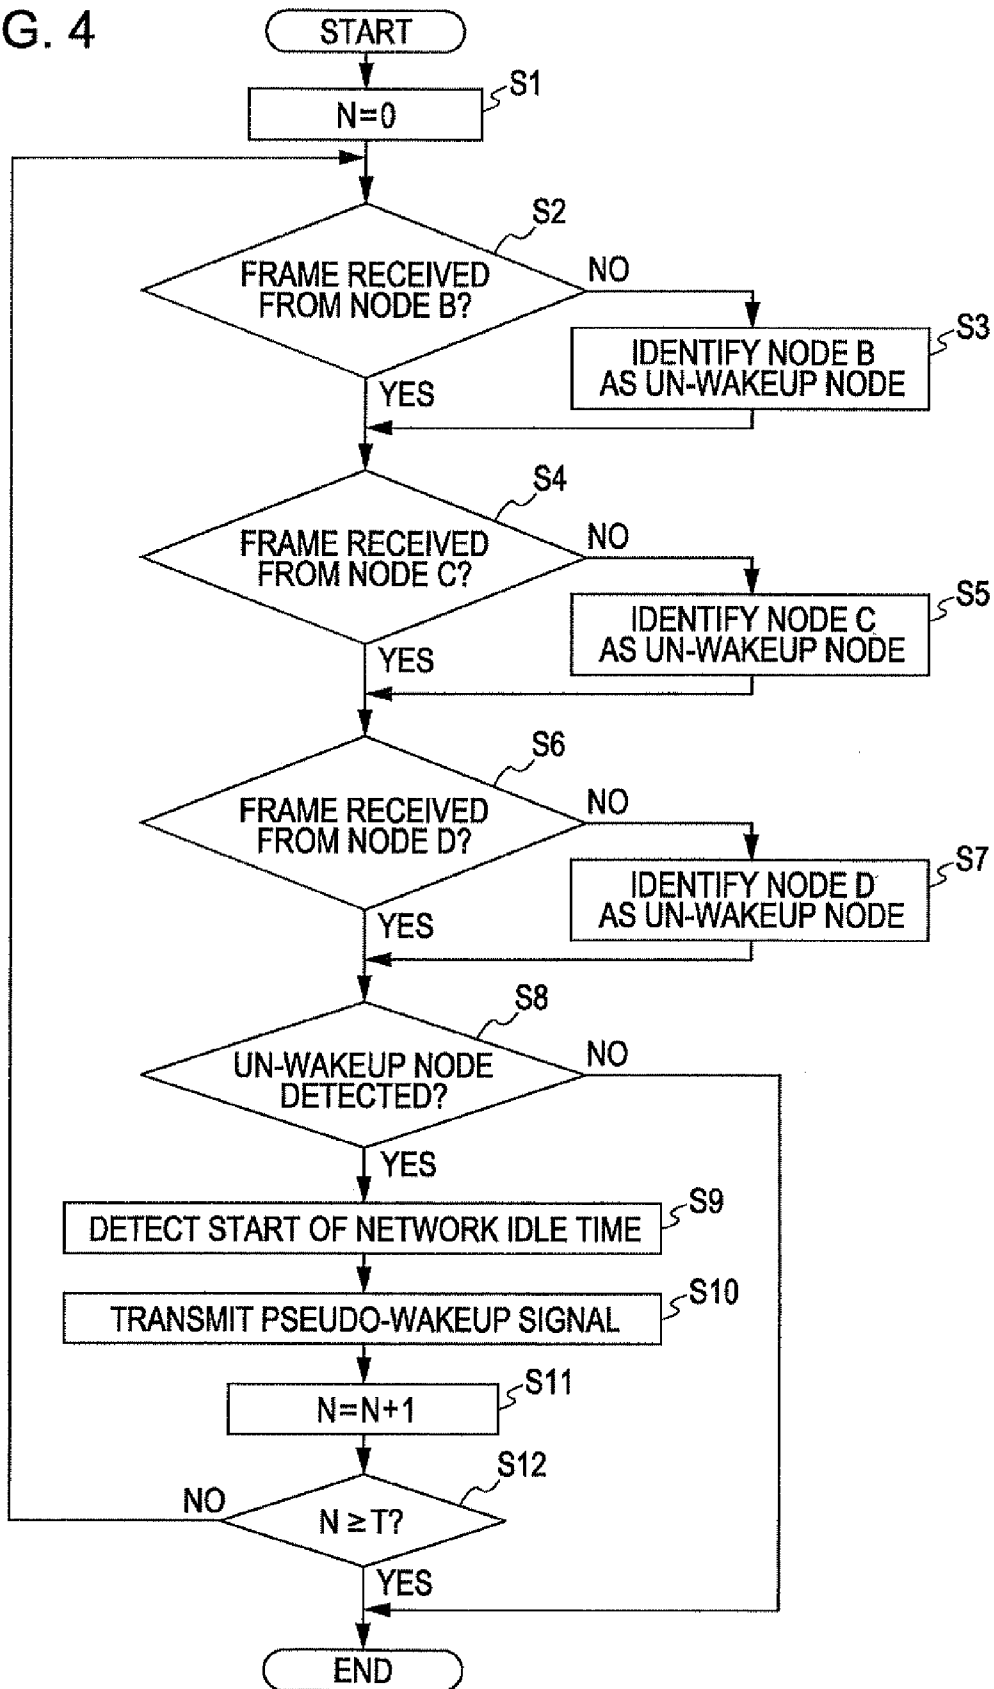 G. 4
START
S1
N=0
S2
FRAME RECEIVED
FROM NODE B?
NO
S3
IDENTIFY NODE B
AS UN-WAKEUP NODE
YES
S4
FRAME RECEIVED
FROM NODE C?
NO
S5
IDENTIFY NODE C
AS UN-WAKEUP NODE
YES
S6
FRAME RECEIVED
FROM NODE D?
NO
S7
IDENTIFY NODE D
AS UN-WAKEUP NODE
YES
S8
UN-WAKEUP NODE
DETECTED?
NO
YES
S9
DETECT START OF NETWORK IDLE TIME
S10
TRANSMIT PSEUDO-WAKEUP SIGNAL
S11
N=N+1
S12
N ≥ T?
NO
YES
END